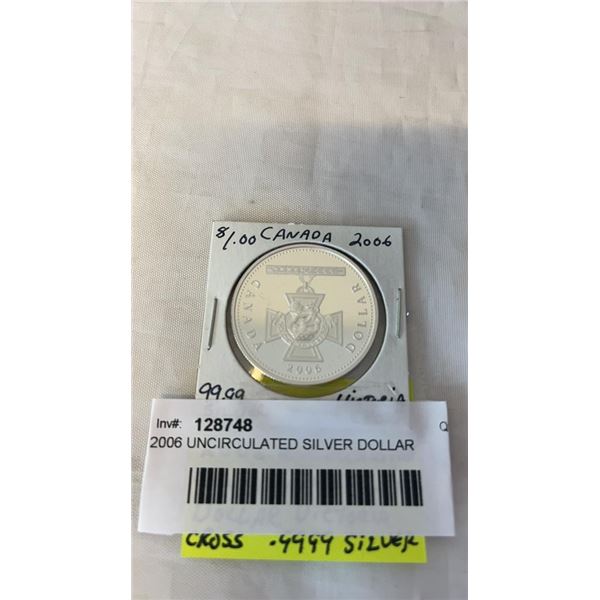 $1.00 CANADA 2006
CANADA
DOLLAR
2006
99.99
Inv#: 128748
2006 UNCIRCULATED SILVER DOLLAR
CROSS .9999 SILVER